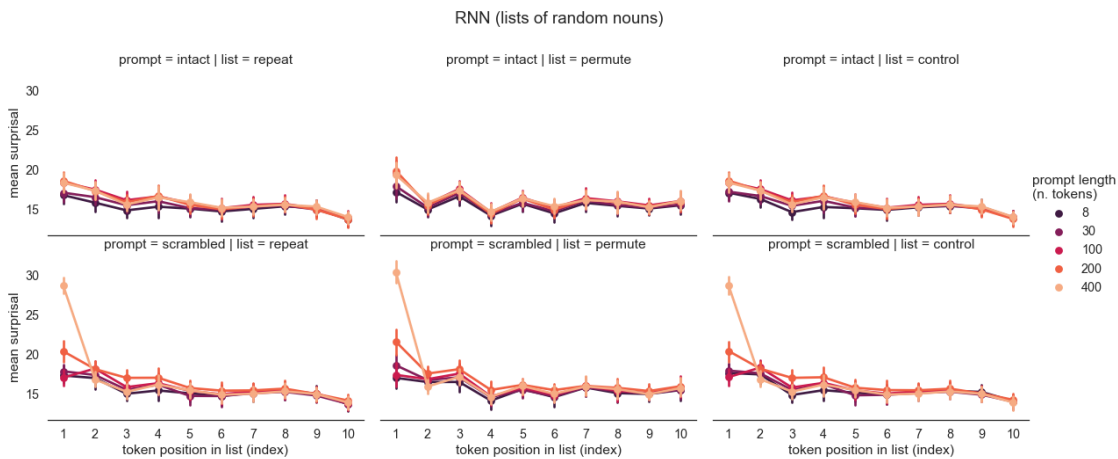 RNN (lists of random nouns)
prompt = intact | list = repeat
prompt = intact | list = permute
prompt = intact | list = control
mean surprisal
30
25
20
15
prompt = scrambled | list = repeat
prompt = scrambled | list = permute
prompt = scrambled | list = control
mean surprisal
30
25
20
15
1 2 3 4 5 6 7 8 9 10
1 2 3 4 5 6 7 8 9 10
1 2 3 4 5 6 7 8 9 10
token position in list (index)
token position in list (index)
token position in list (index)
prompt length
(n. tokens)
8
30
100
200
400